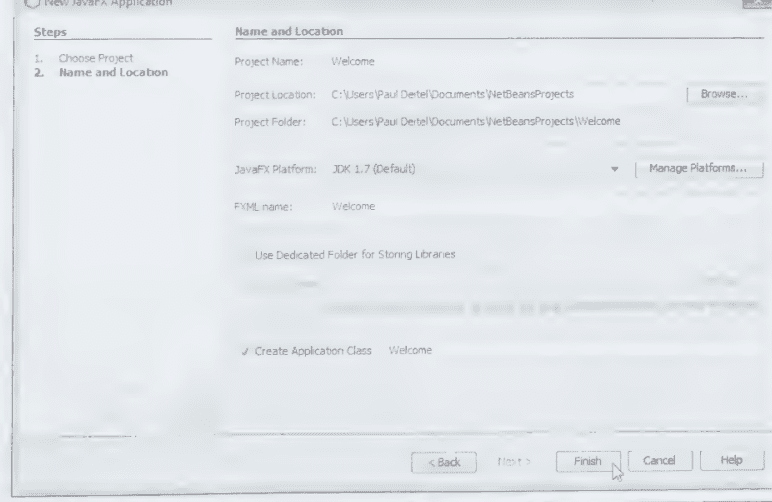 New JavaFX Application
Steps
1. Choose Project
2. Name and Location
Name and Location
Project Name: Welcome
Project Location: C:\Users\Paul Deitel\Documents\NetBeansProjects Browse...
Project Folder: C:\Users\Paul Deitel\Documents\NetBeansProjects\Welcome
JavaFX Platform: JDK 1.7 (Default) Manage Platforms...
FXML name: Welcome
Use Dedicated Folder for Storing Libraries
Create Application Class Welcome
< Back Next > Finish Cancel Help